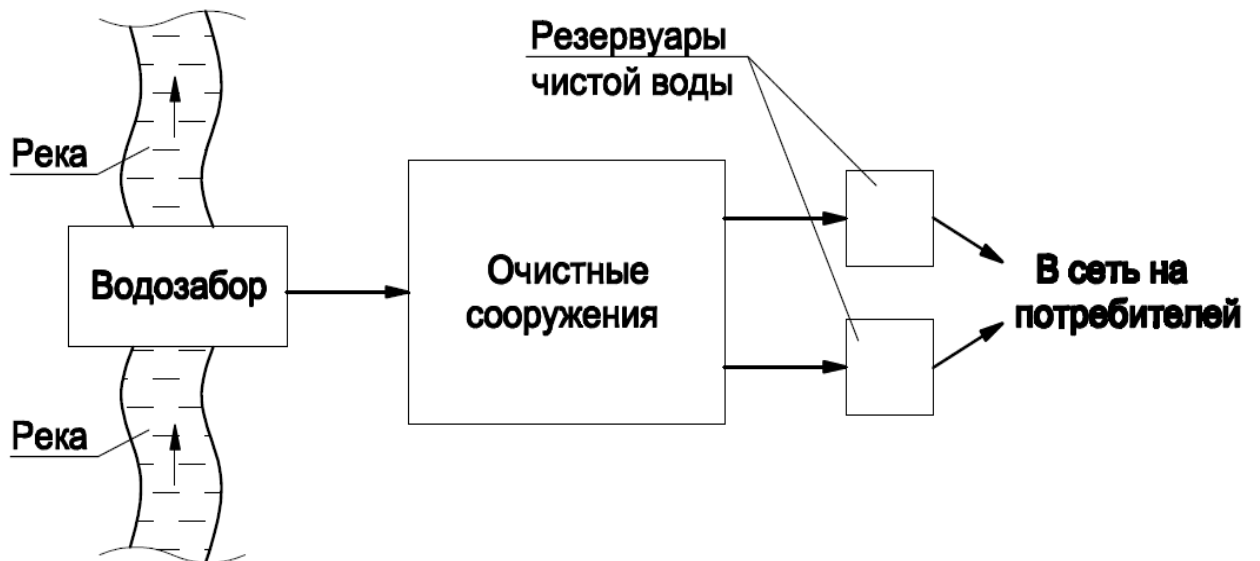 Резервуары
чистой воды
Река
Водозабор
Очистные
сооружения
В сеть на
потребителей
Река